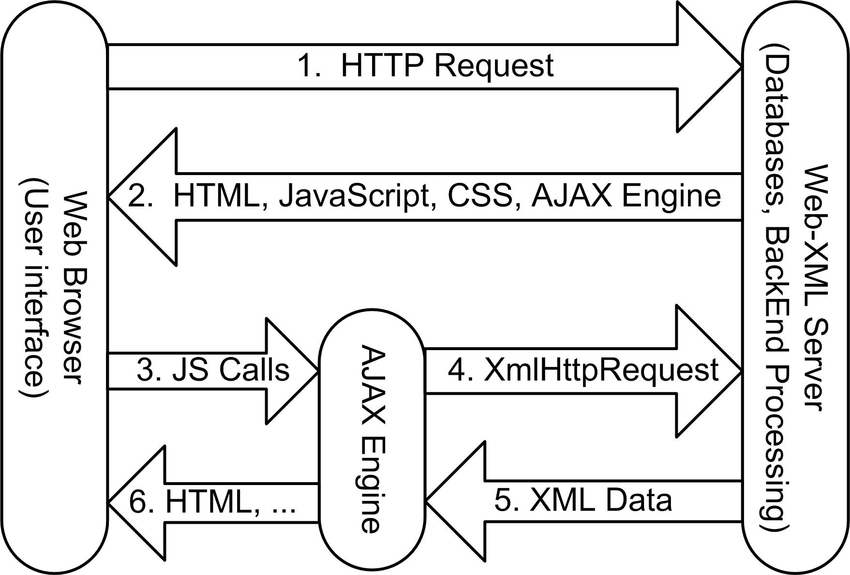 1. HTTP Request
2. HTML, JavaScript, CSS, AJAX Engine
Web Browser
(User interface)
Web-XML Server
(Databases, BackEnd Processing)
3. JS Calls
AJAX Engine
4. XmlHttpRequest
6. HTML, ...
5. XML Data